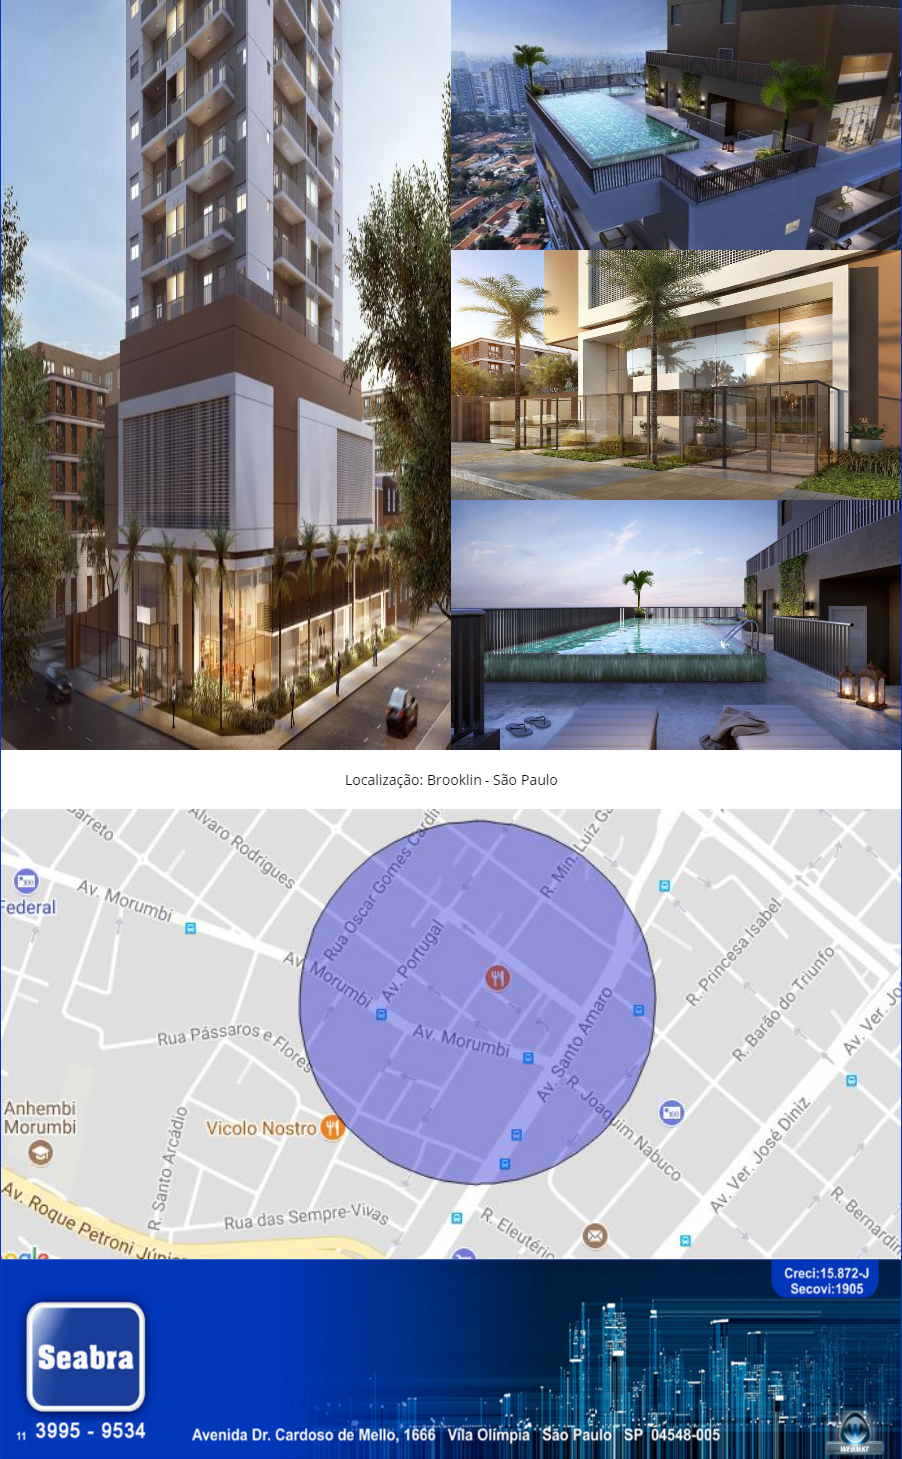 Localização: Brooklin - São Paulo
Barreto
Alvaro Rodrigues
Rua Oscar Gomes Cardi
R. Min. Luiz Ga
Federal
Av. Morumbi
Av. Morumbi
Av. Portugal
R. Princesa Isabel
R. Barão do Triunfo
Av. Ver. Jo
Rua Pássaros e Flores
Av. Morumbi
Av. Santo Amaro
R. Joaquim Nabuco
Anhembi
Morumbi
Vicolo Nostro
R. Santo Arcádio
Av. Ver. José Diniz
Av. Roque Petroni Júnior
Rua das Sempre-Vivas
R. Eleutério
R. Bernardin
ogle
Creci:15.872-J
Secovi:1905
Seabra
11 3995 - 9534
Avenida Dr. Cardoso de Mello, 1666 Vila Olímpia São Paulo SP 04548-005
WEBMKT